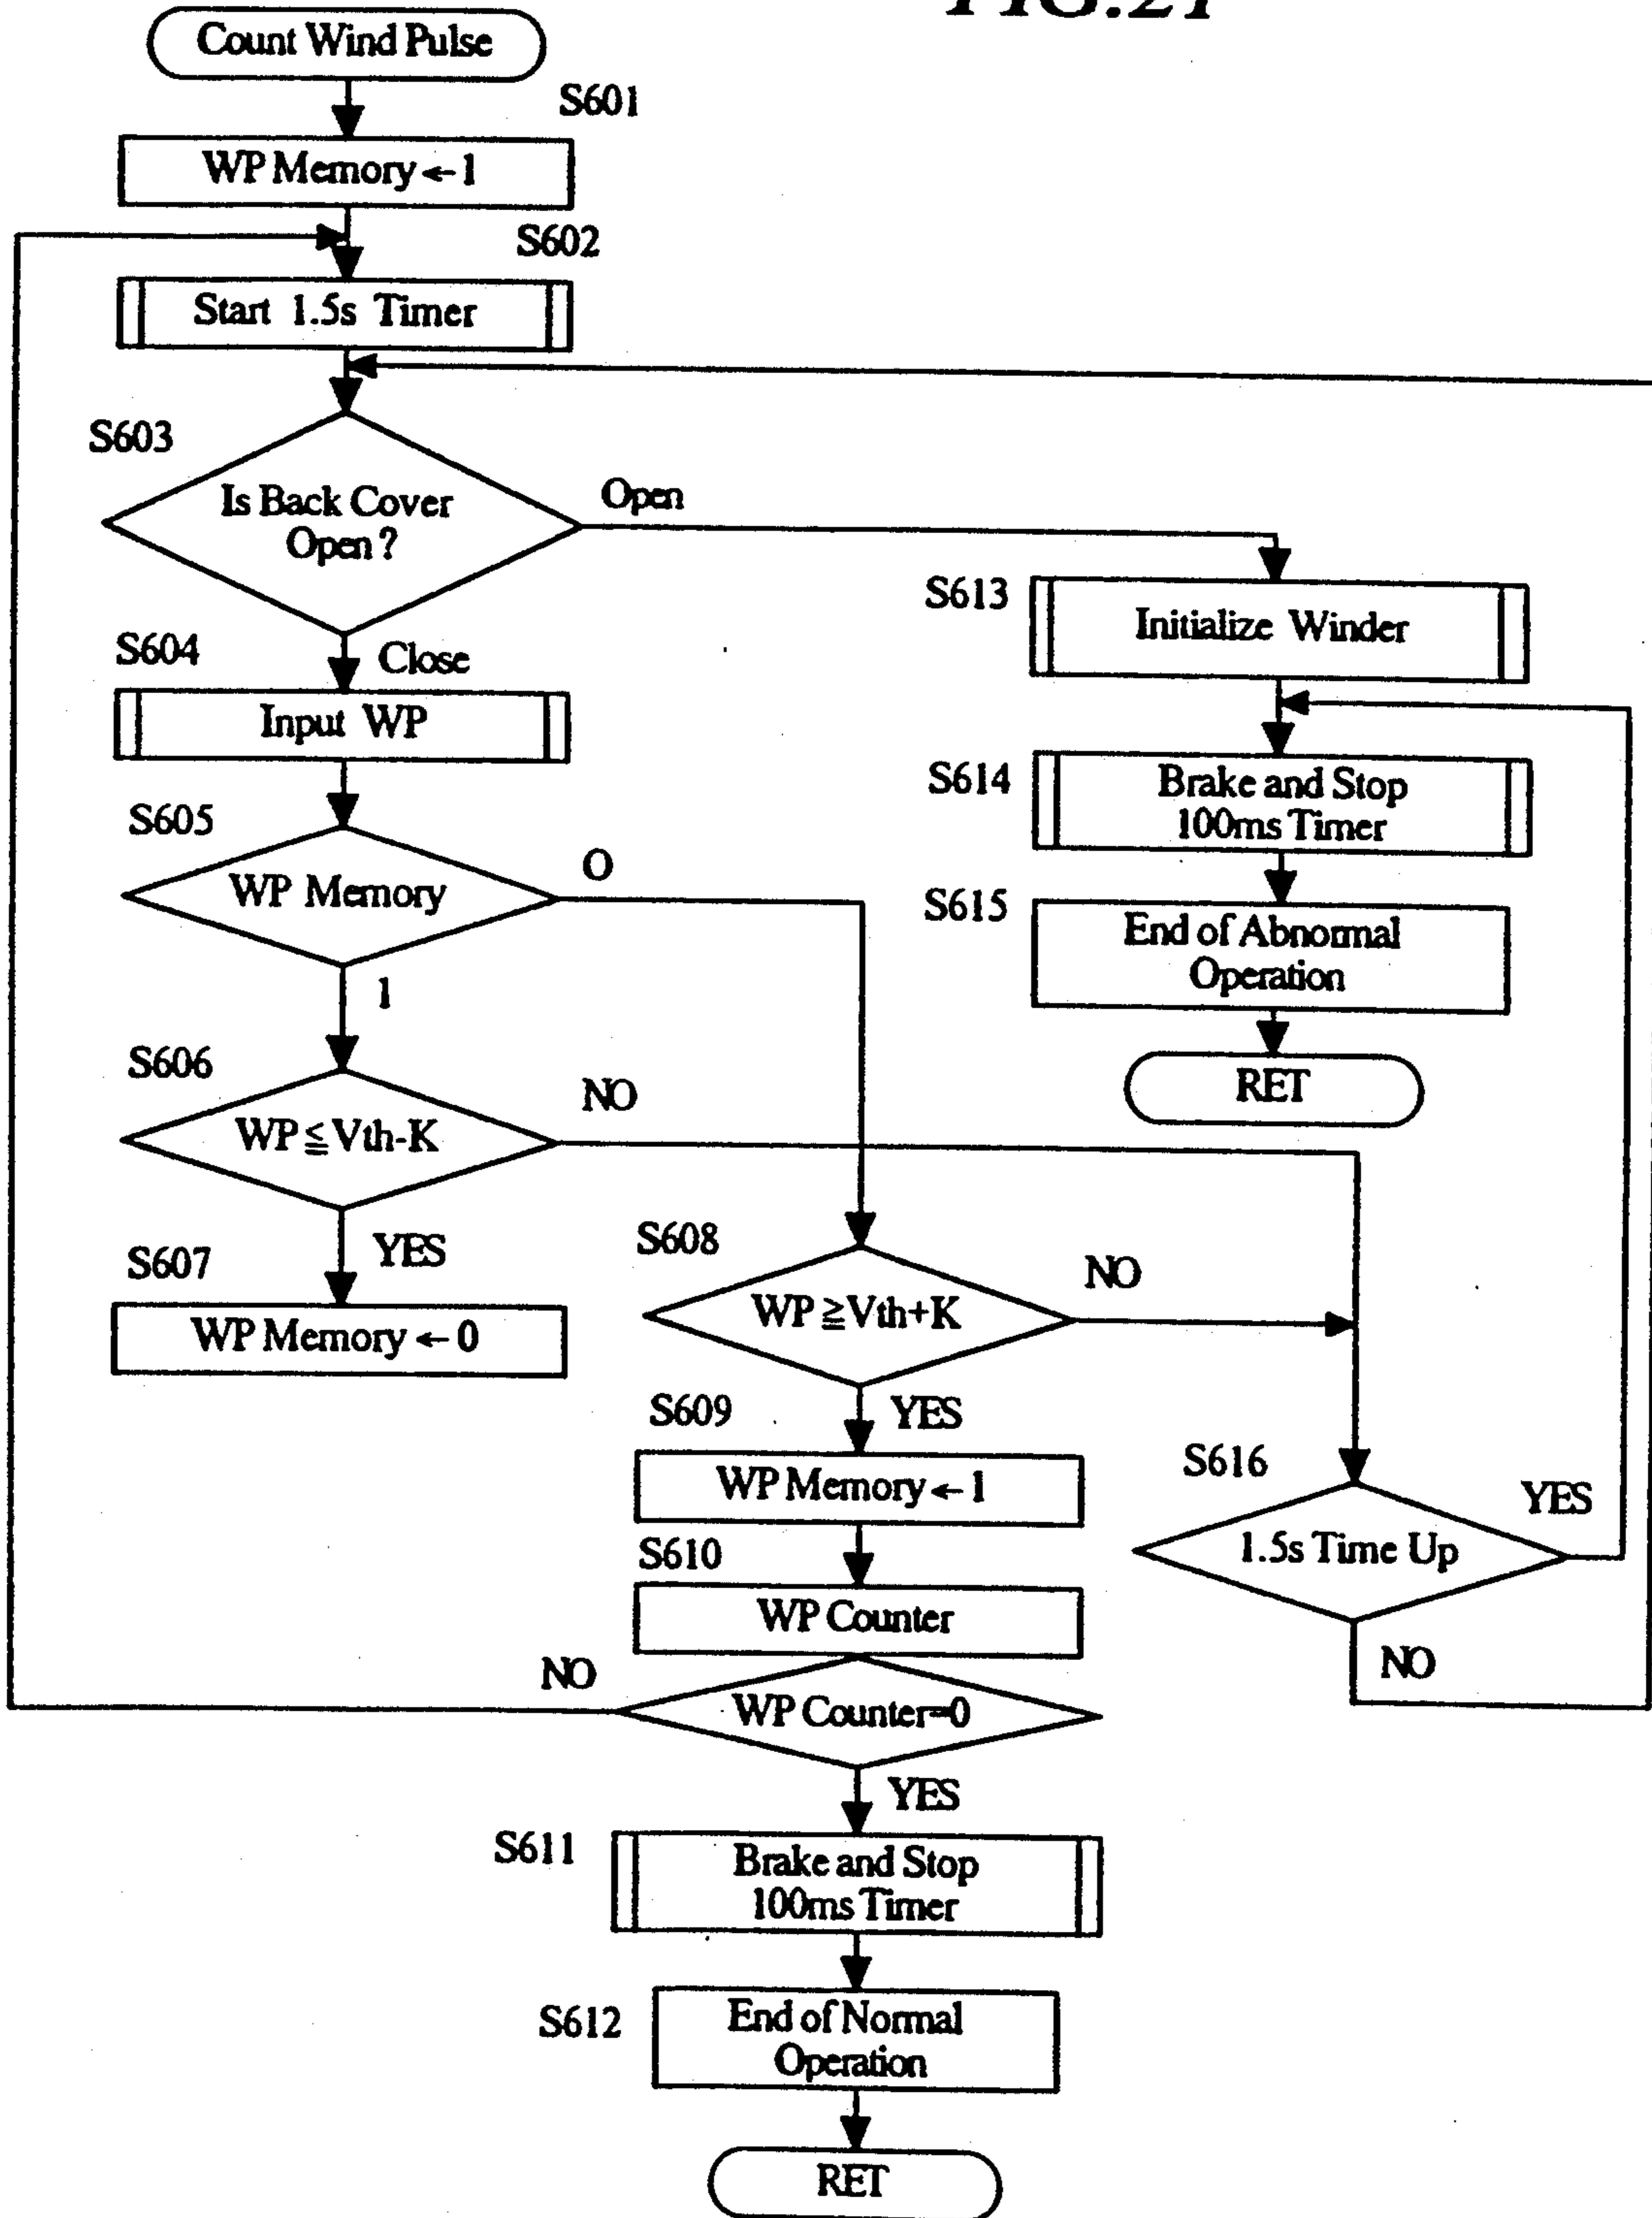 FIG.21
Count Wind Pulse
S601
WP Memory ← 1
S602
Start 1.5s Timer
S603
Is Back Cover
Open ?
Open
Close
S604
Input WP
S605
WP Memory
O
1
S606
WP ≦ Vth-K
NO
YES
S607
WP Memory ← 0
S608
WP ≧ Vth+K
NO
YES
S609
WP Memory ← 1
S610
WP Counter
WP Counter=0
NO
YES
S611
Brake and Stop
100ms Timer
S612
End of Normal
Operation
RET
S613
Initialize Winder
S614
Brake and Stop
100ms Timer
S615
End of Abnormal
Operation
RET
S616
1.5s Time Up
YES
NO